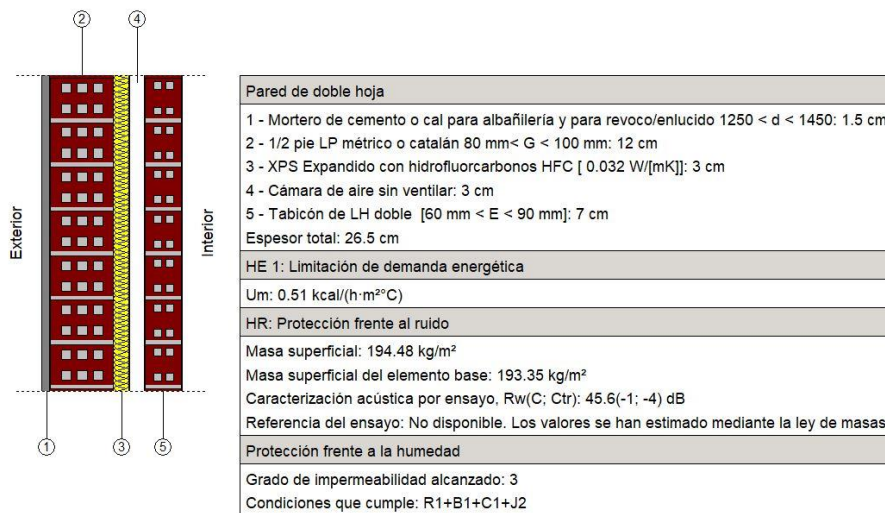 2
4
Exterior
Interior
1
3
5
Pared de doble hoja
1 - Mortero de cemento o cal para albañilería y para revoco/enlucido 1250 < d < 1450: 1.5 cm
2 - 1/2 pie LP métrico o catalán 80 mm< G < 100 mm: 12 cm
3 - XPS Expandido con hidrofluorcarbonos HFC [ 0.032 W/[mK]]: 3 cm
4 - Cámara de aire sin ventilar: 3 cm
5 - Tabicón de LH doble [60 mm < E < 90 mm]: 7 cm
Espesor total: 26.5 cm
HE 1: Limitación de demanda energética
Um: 0.51 kcal/(h·m²°C)
HR: Protección frente al ruido
Masa superficial: 194.48 kg/m²
Masa superficial del elemento base: 193.35 kg/m²
Caracterización acústica por ensayo, Rw(C; Ctr): 45.6(-1; -4) dB
Referencia del ensayo: No disponible. Los valores se han estimado mediante la ley de masas
Protección frente a la humedad
Grado de impermeabilidad alcanzado: 3
Condiciones que cumple: R1+B1+C1+J2